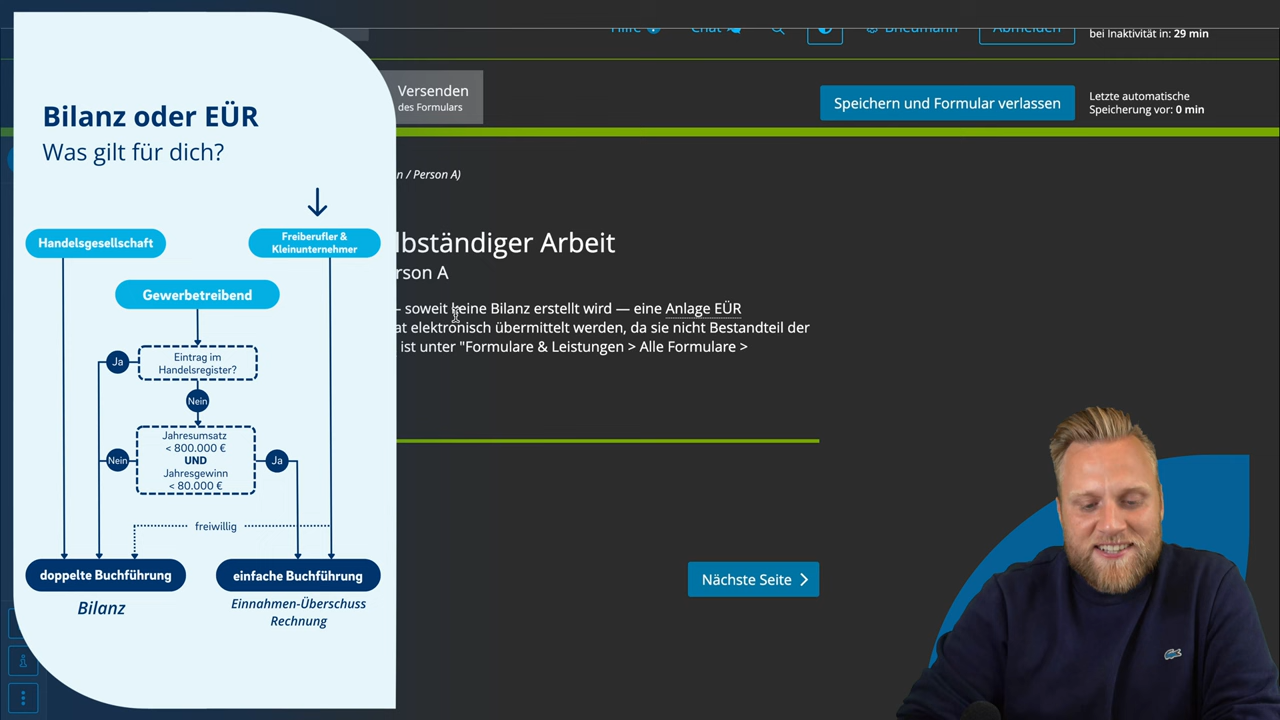 Bilanz oder EÜR
Was gilt für dich?
Handelsgesellschaft
Freiberufler &
Kleinunternehmer
Gewerbetreibend
Eintrag im
Handelsregister?
Ja
Nein
Jahresumsatz
< 800.000 €
UND
Jahresgewinn
< 80.000 €
Nein
Ja
freiwillig
doppelte Buchführung
einfache Buchführung
Bilanz
Einnahmen-Überschuss
Rechnung
Hilfe
Chat
Abmelden
bei Inaktivität in: 29 min
Versenden
des Formulars
Speichern und Formular verlassen
Letzte automatische
Speicherung vor: 0 min
n / Person A)
lbständiger Arbeit
rson A
– soweit keine Bilanz erstellt wird — eine Anlage EÜR
at elektronisch übermittelt werden, da sie nicht Bestandteil der
ist unter "Formulare & Leistungen > Alle Formulare >
Nächste Seite